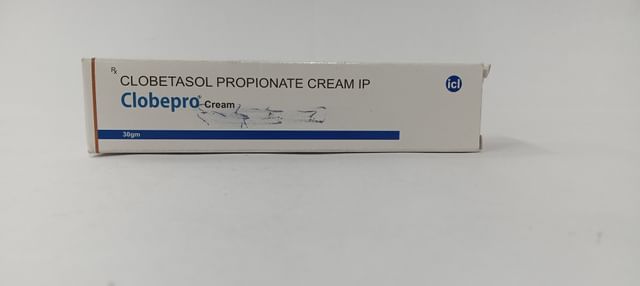 Rx
CLOBETASOL PROPIONATE CREAM IP
Clobepro® Cream
30gm
icl